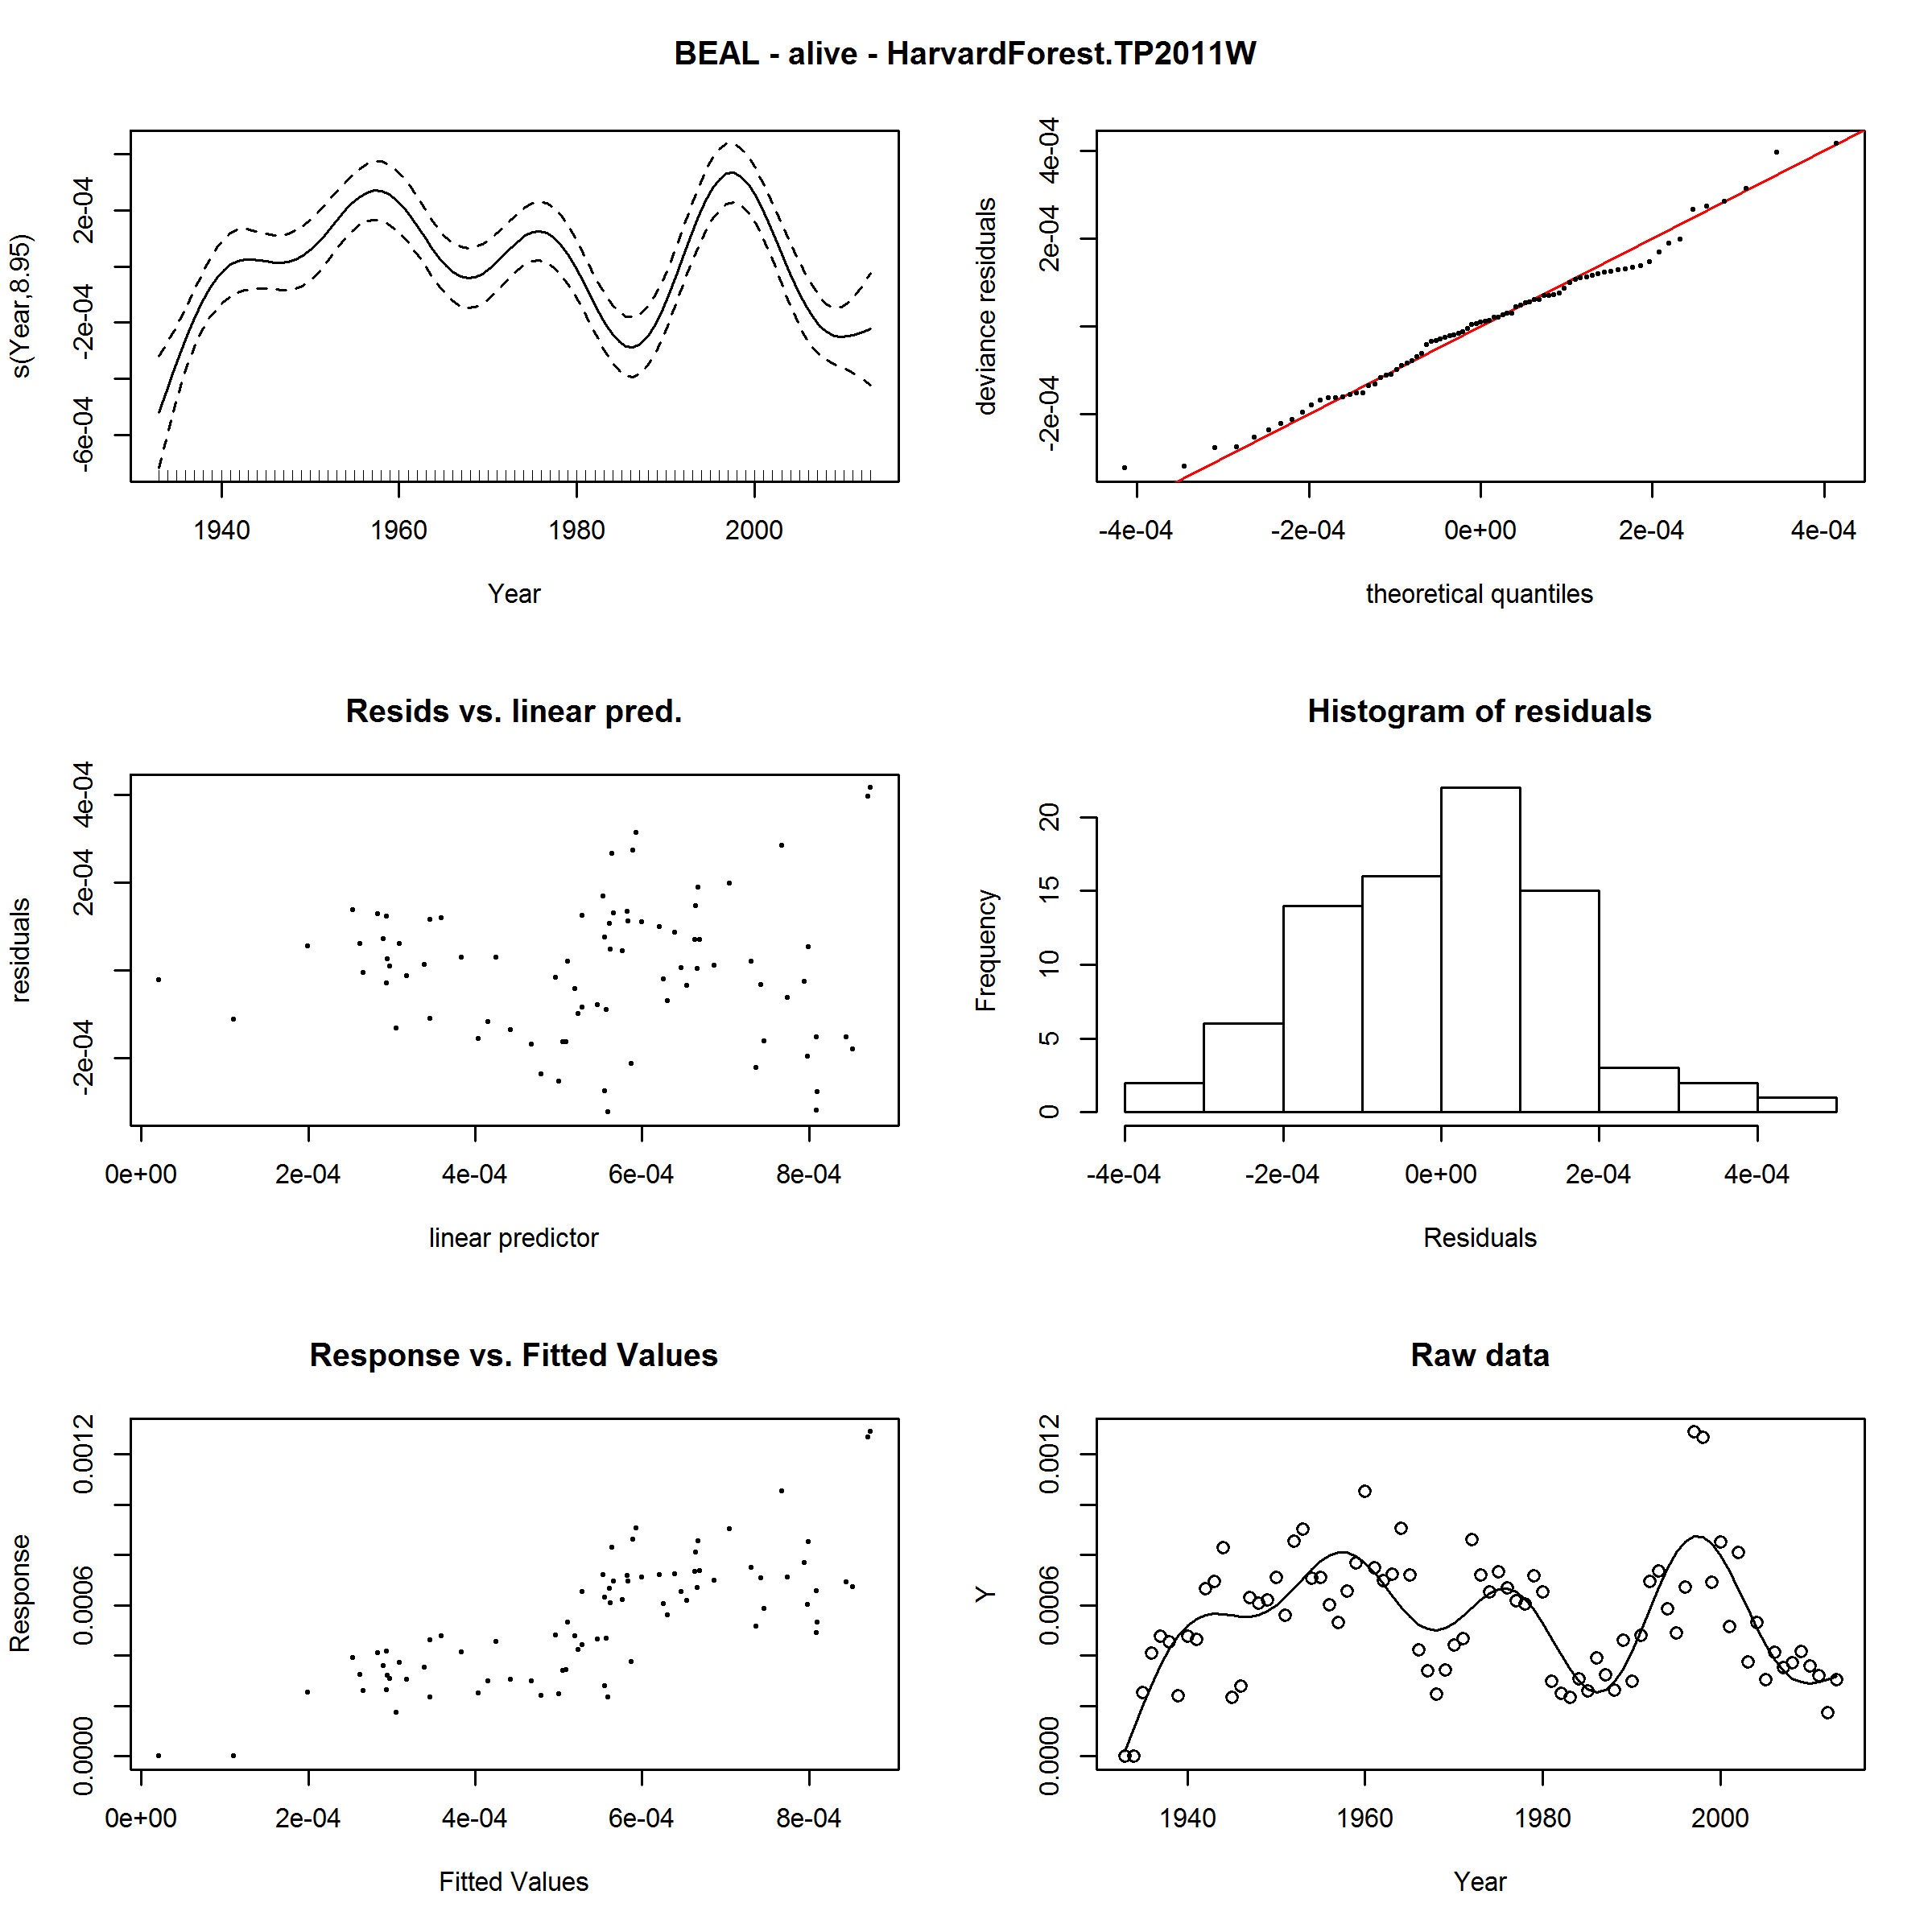 BEAL - alive - HarvardForest.TP2011W
s(Year,8.95)
-6e-04 -2e-04 2e-04
1940 1960 1980 2000
Year
deviance residuals
-2e-04 2e-04 4e-04
-4e-04 -2e-04 0e+00 2e-04 4e-04
theoretical quantiles
Resids vs. linear pred.
residuals
-2e-04 2e-04 4e-04
0e+00 2e-04 4e-04 6e-04 8e-04
linear predictor
Histogram of residuals
Frequency
0 5 10 15 20
-4e-04 -2e-04 0e+00 2e-04 4e-04
Residuals
Response vs. Fitted Values
Response
0.0000 0.0006 0.0012
0e+00 2e-04 4e-04 6e-04 8e-04
Fitted Values
Raw data
Y
0.0000 0.0006 0.0012
1940 1960 1980 2000
Year